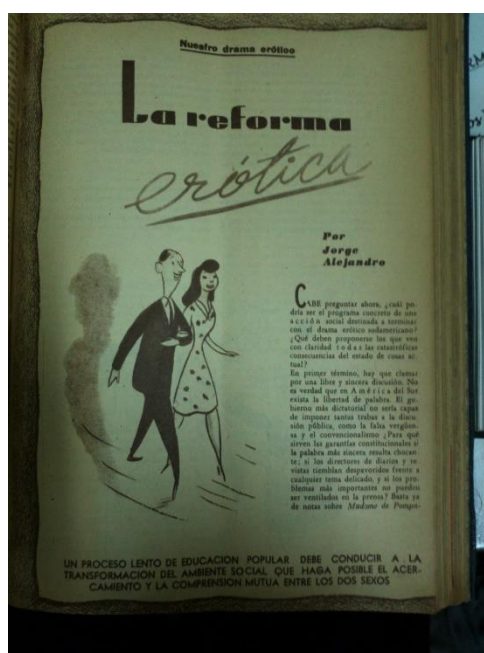 Nuestro drama erótico
La reforma
erótica
Por
Jorge
Alejandro
CABE preguntar ahora, ¿cuál po-
dría ser el programa concreto de una
acción social destinada a terminar
con el drama erótico sudamericano?
¿Qué deben proponerse los que ven
con claridad todas las catastróficas
consecuencias del estado de cosas ac-
tual?
En primer término, hay que clamar
por una libre y sincera discusión. No
es verdad que en América del Sur
exista la libertad de palabra. El go-
bierno más dictatorial no sería capaz
de imponer tantas trabas a la discu-
sión pública, como la falsa vergüen-
za y el convencionalismo ¿Para qué
sirven las garantías constitucionales si
la palabra más sincera resulta chocan-
te; si los directores de diarios y re-
vistas tiemblan despavoridos frente a
cualquier tema delicado, y si los pro-
blemas más importantes no pueden
ser ventilados en la prensa? Basta ya
de notas sobre Madame de Pompa-
UN PROCESO LENTO DE EDUCACION POPULAR DEBE CONDUCIR A LA
TRANSFORMACION DEL AMBIENTE SOCIAL QUE HAGA POSIBLE EL ACER-
CAMIENTO Y LA COMPRENSION MUTUA ENTRE LOS DOS SEXOS